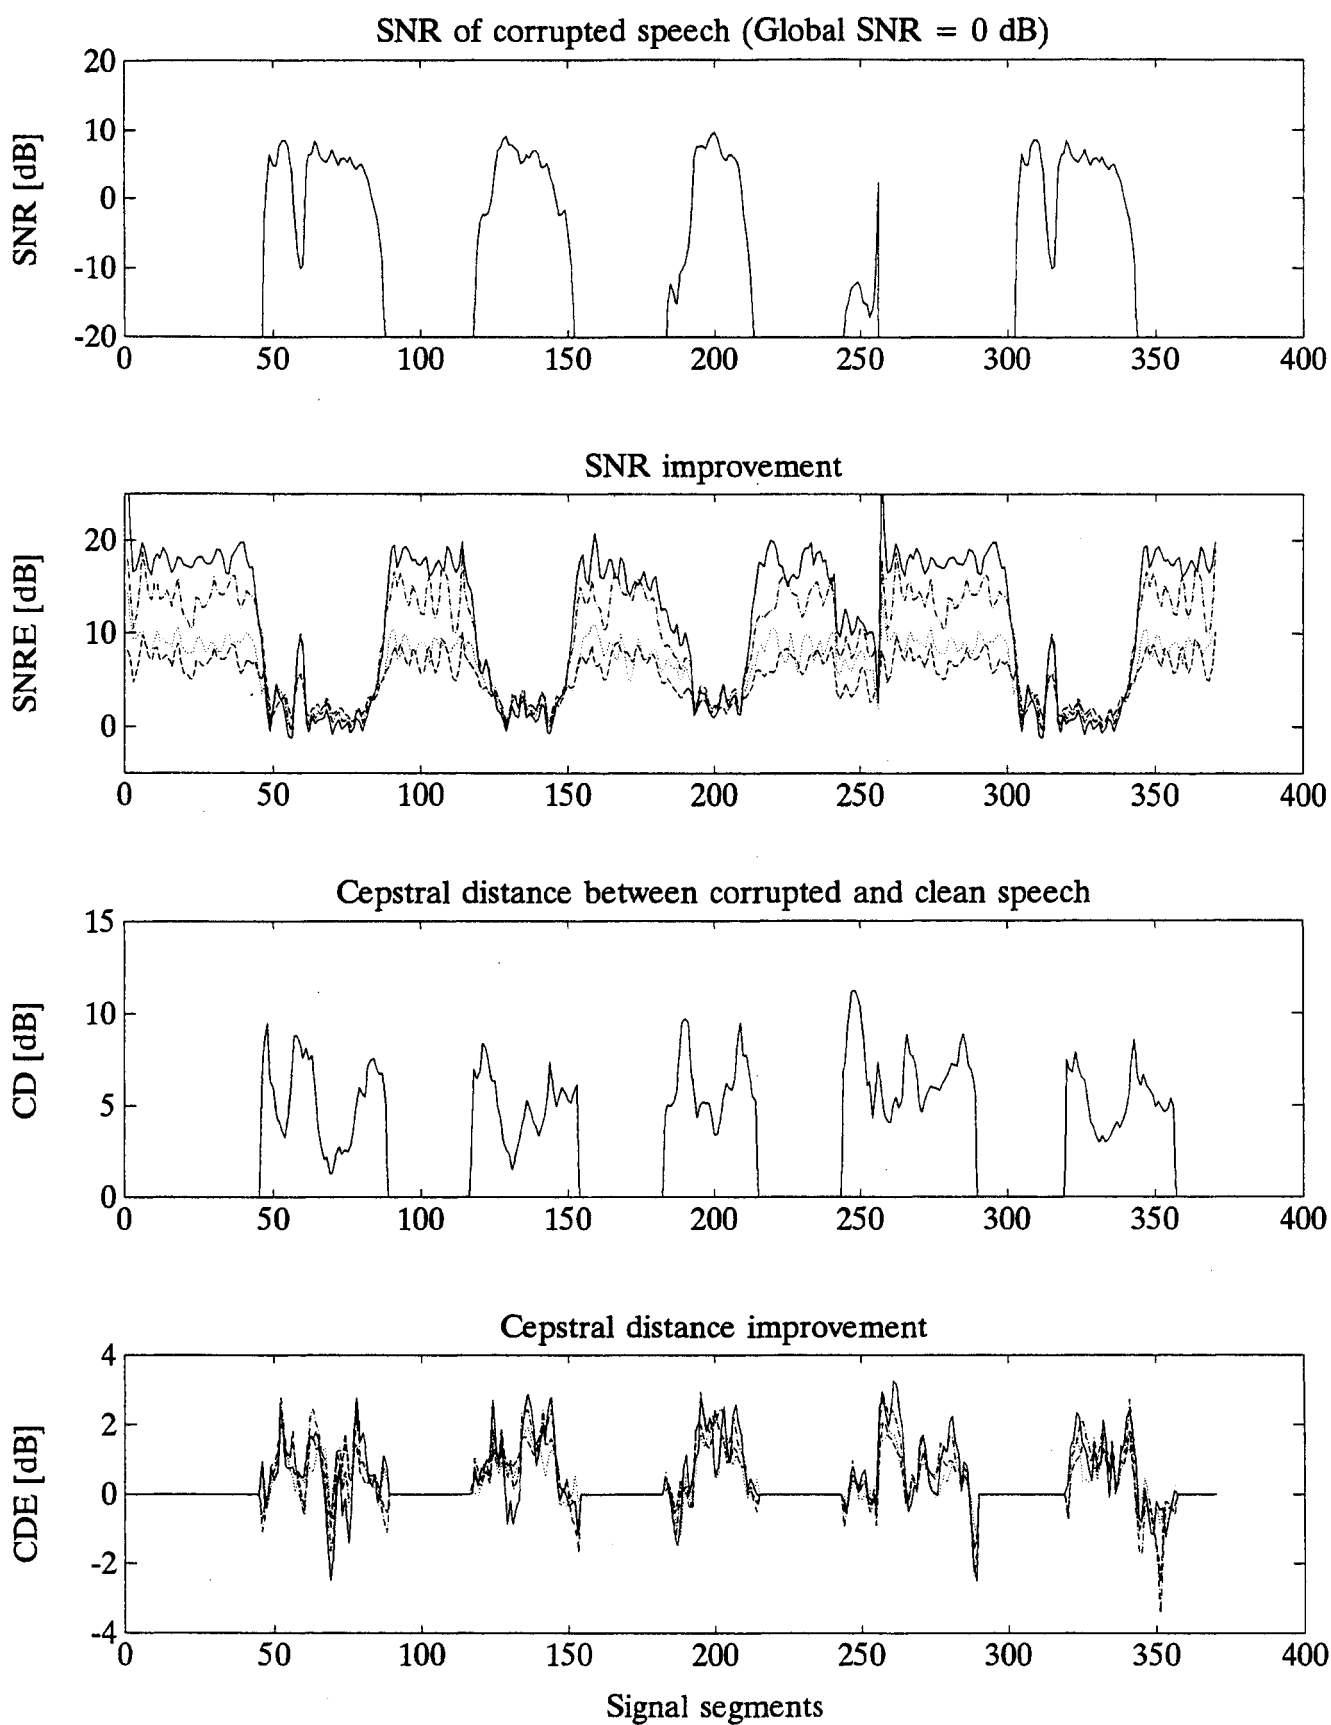 SNR of corrupted speech (Global SNR = 0 dB)
20
10
0
-10
-20
SNR [dB]
0 50 100 150 200 250 300 350 400
SNR improvement
20
10
0
SNRE [dB]
0 50 100 150 200 250 300 350 400
Cepstral distance between corrupted and clean speech
15
10
5
0
CD [dB]
0 50 100 150 200 250 300 350 400
Cepstral distance improvement
4
2
0
-2
-4
CDE [dB]
0 50 100 150 200 250 300 350 400
Signal segments